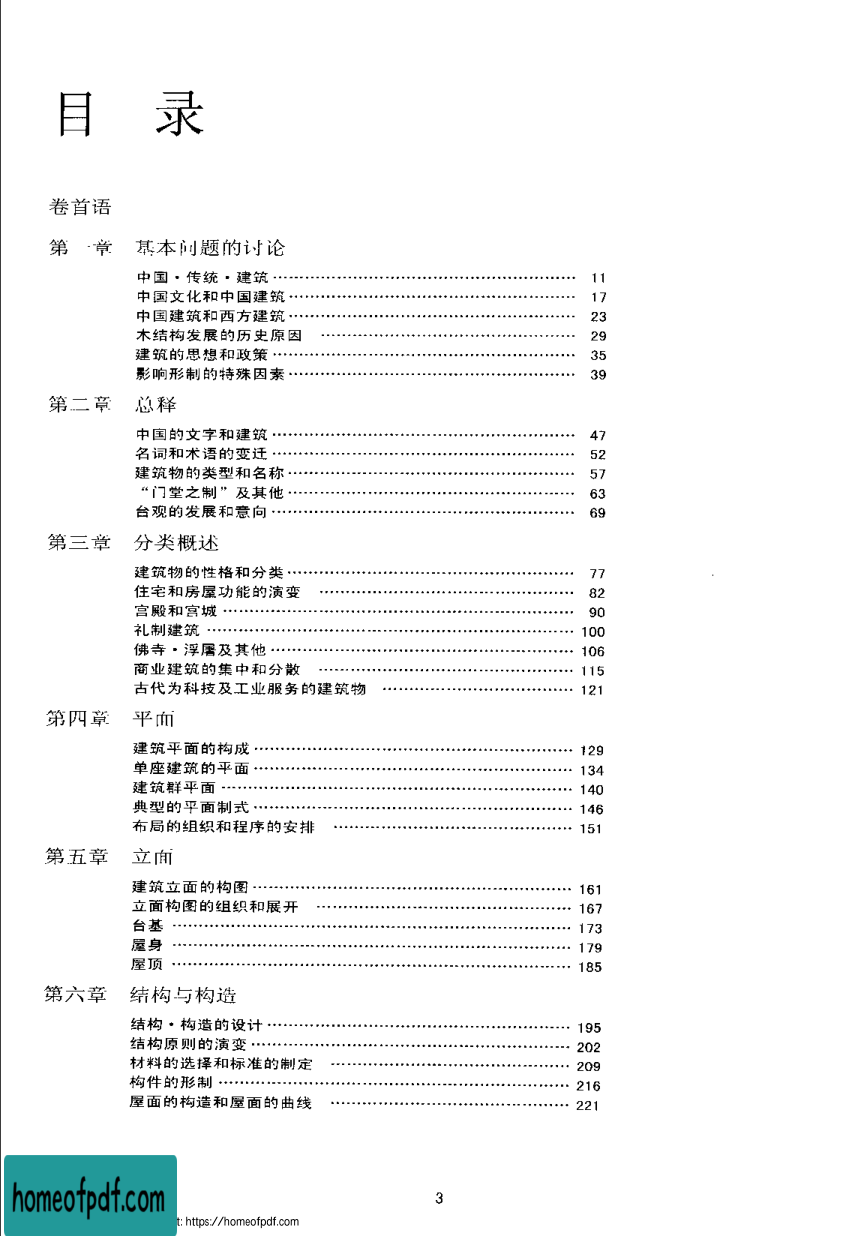 目 录
卷首语
第一章 基本问题的讨论
中国·传统·建筑 …… 11
中国文化和中国建筑 …… 17
中国建筑和西方建筑 …… 23
木结构发展的历史原因 …… 29
建筑的思想和政策 …… 35
影响形制的特殊因素 …… 39
第二章 总释
中国的文字和建筑 …… 47
名词和术语的变迁 …… 52
建筑物的类型和名称 …… 57
“门堂之制”及其他 …… 63
台观的发展和意向 …… 69
第三章 分类概述
建筑物的性格和分类 …… 77
住宅和房屋功能的演变 …… 82
宫殿和宫城 …… 90
礼制建筑 …… 100
佛寺·浮屠及其他 …… 106
商业建筑的集中和分散 …… 115
古代为科技及工业服务的建筑物 …… 121
第四章 平面
建筑平面的构成 …… 129
单座建筑的平面 …… 134
建筑群平面 …… 140
典型的平面制式 …… 146
布局的组织和程序的安排 …… 151
第五章 立面
建筑立面的构图 …… 161
立面构图的组织和展开 …… 167
台基 …… 173
屋身 …… 179
屋顶 …… 185
第六章 结构与构造
结构·构造的设计 …… 195
结构原则的演变 …… 202
材料的选择和标准的制定 …… 209
构件的形制 …… 216
屋面的构造和屋面的曲线 …… 221
3
homeofpdf.com
t: https://homeofpdf.com